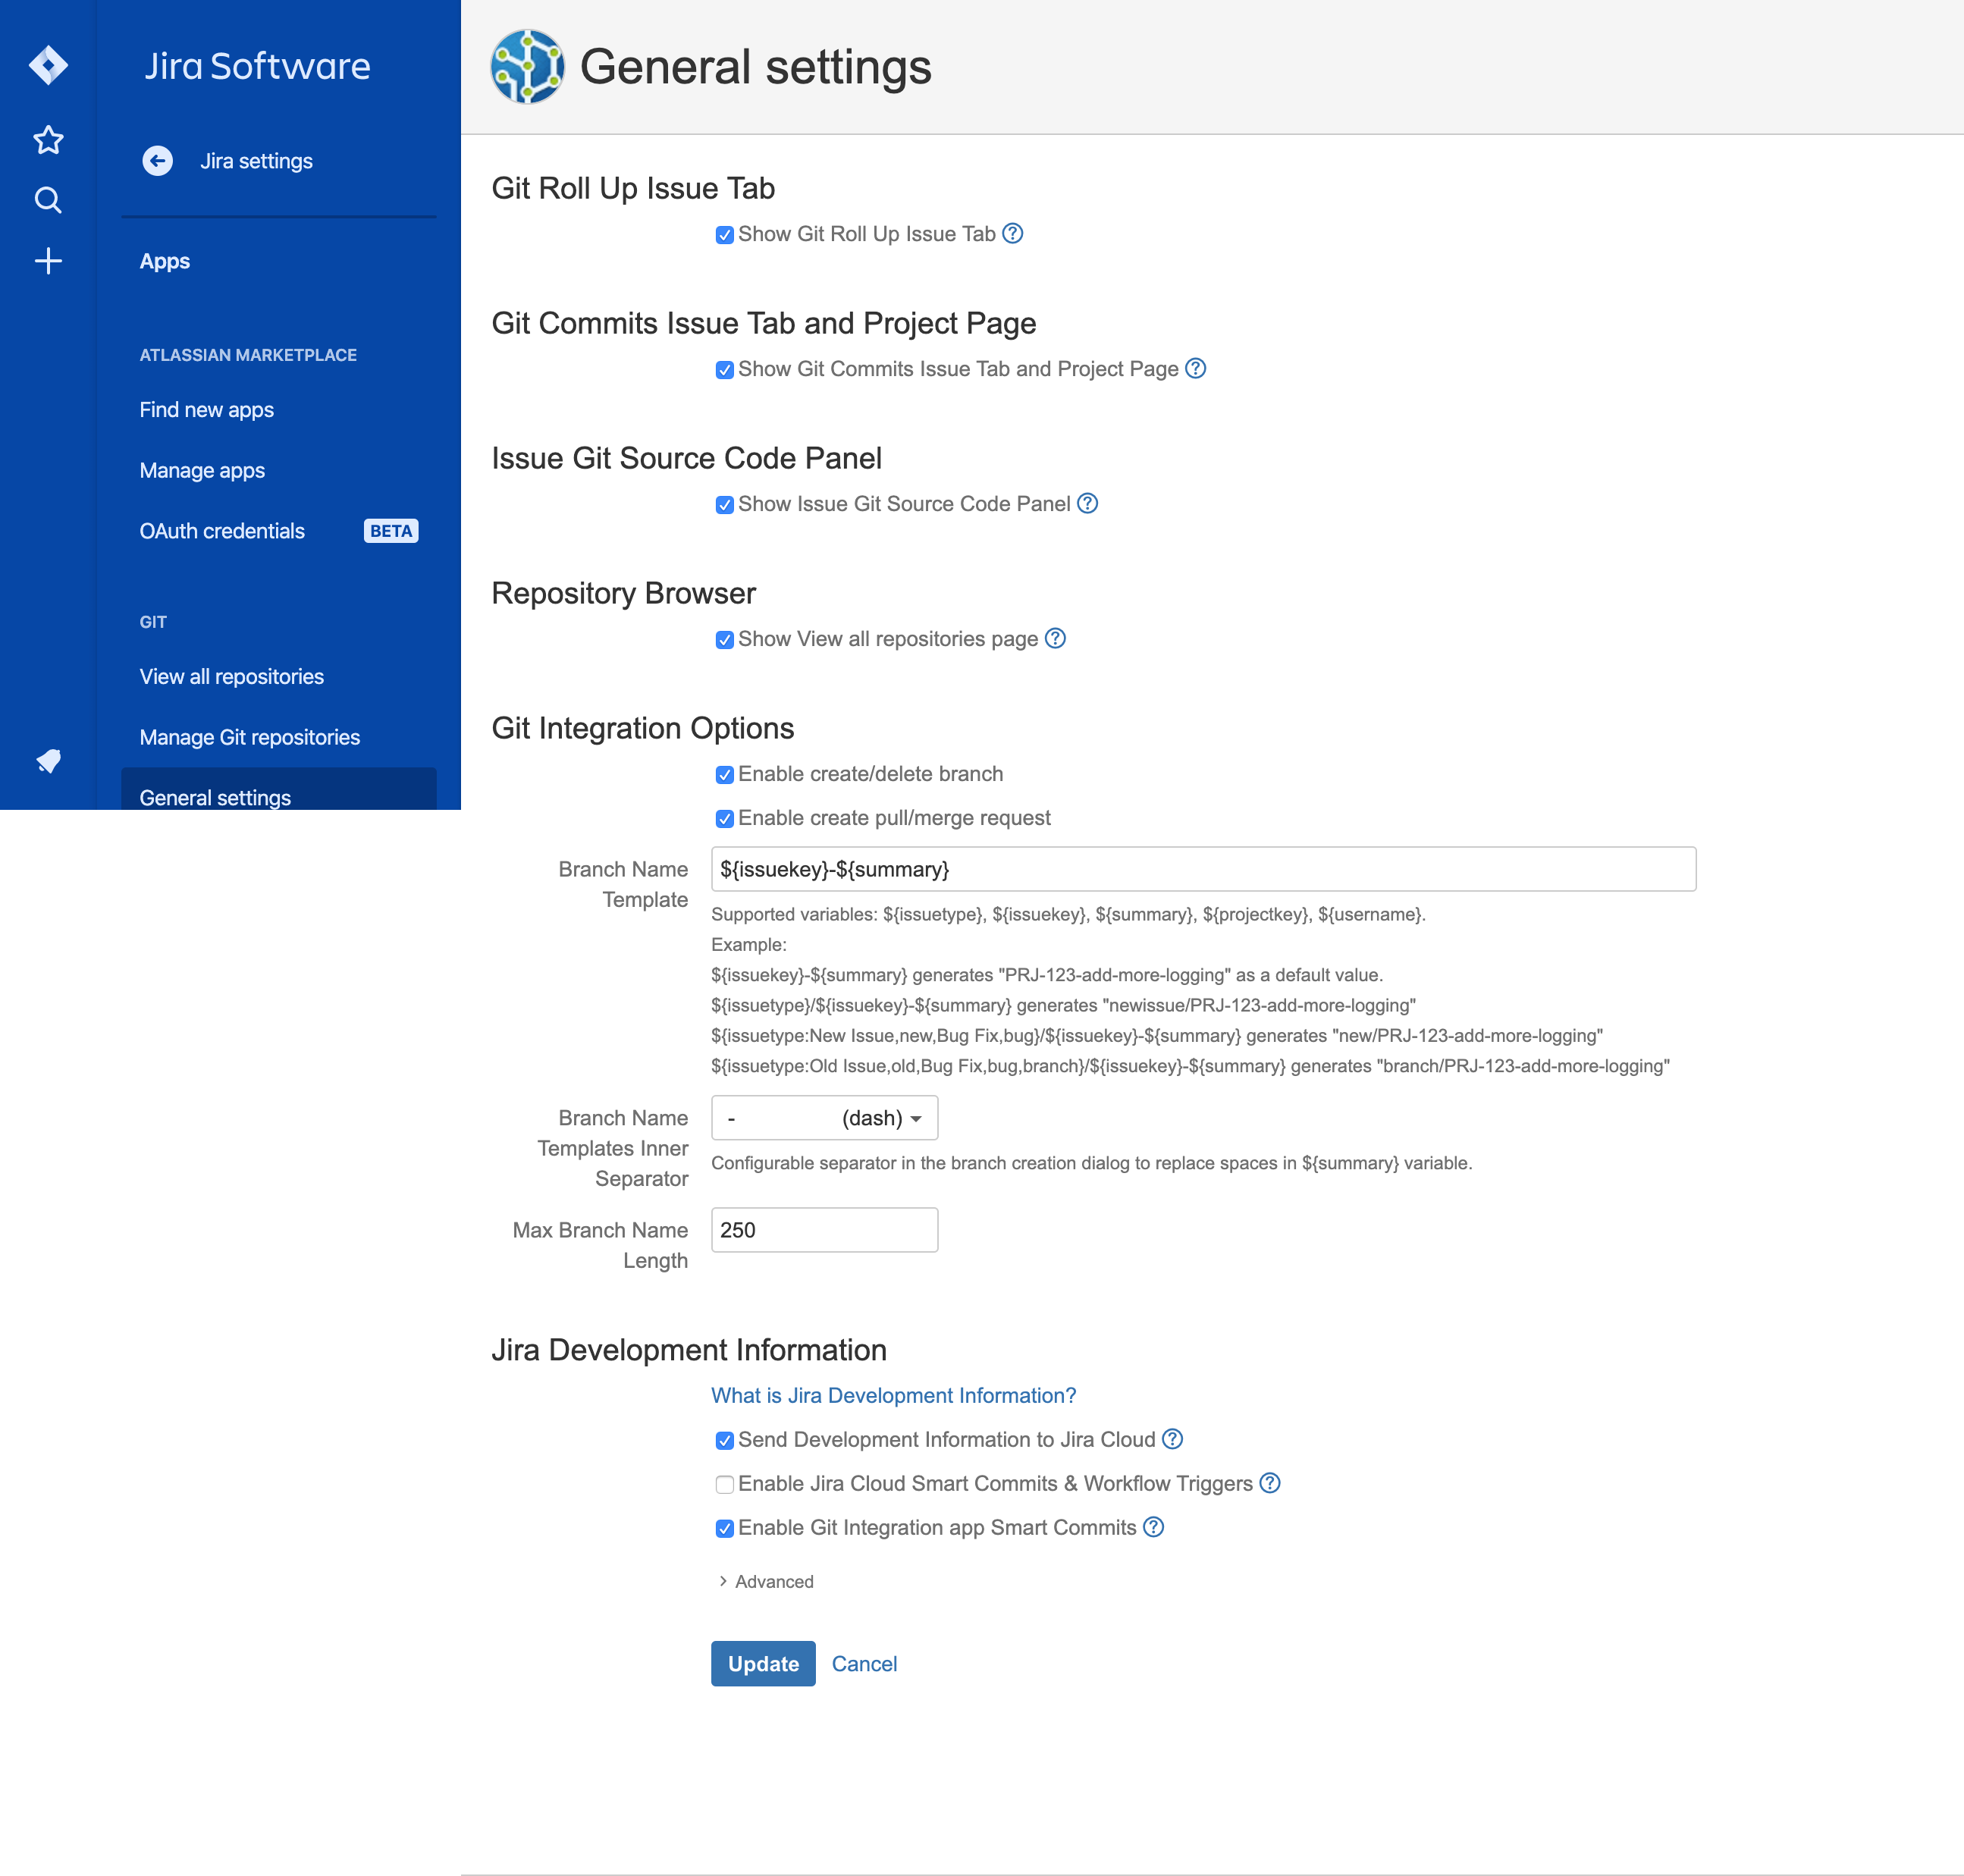 Jira Software
Jira settings
Apps
ATLASSIAN MARKETPLACE
Find new apps
Manage apps
OAuth credentials BETA
GIT
View all repositories
Manage Git repositories
General settings
General settings
Git Roll Up Issue Tab
Show Git Roll Up Issue Tab
Git Commits Issue Tab and Project Page
Show Git Commits Issue Tab and Project Page
Issue Git Source Code Panel
Show Issue Git Source Code Panel
Repository Browser
Show View all repositories page
Git Integration Options
Enable create/delete branch
Enable create pull/merge request
Branch Name
Template
${issuekey}-${summary}
Supported variables: ${issuetype}, ${issuekey}, ${summary}, ${projectkey}, ${username}.
Example:
${issuekey}-${summary} generates "PRJ-123-add-more-logging" as a default value.
${issuetype}/${issuekey}-${summary} generates "newissue/PRJ-123-add-more-logging"
${issuetype:New Issue,new,Bug Fix,bug}/${issuekey}-${summary} generates "new/PRJ-123-add-more-logging"
${issuetype:Old Issue,old,Bug Fix,bug,branch}/${issuekey}-${summary} generates "branch/PRJ-123-add-more-logging"
Branch Name
Templates Inner
Separator
- (dash)
Configurable separator in the branch creation dialog to replace spaces in ${summary} variable.
Max Branch Name
Length
250
Jira Development Information
What is Jira Development Information?
Send Development Information to Jira Cloud
Enable Jira Cloud Smart Commits & Workflow Triggers
Enable Git Integration app Smart Commits
Advanced
Update Cancel